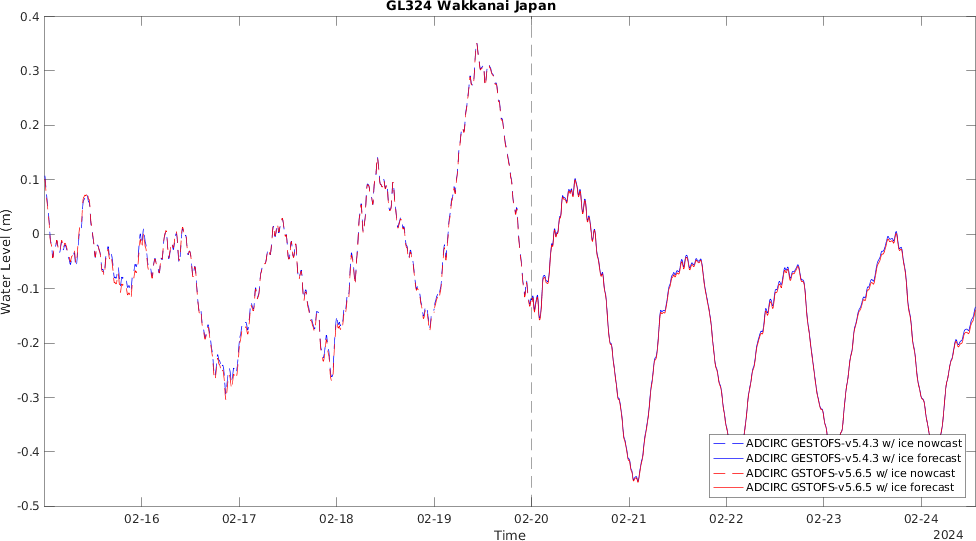 GL324 Wakkanai Japan
0.4
0.3
0.2
0.1
0
-0.1
-0.2
-0.3
-0.4
-0.5
Water Level (m)
ADCIRC GESTOFS-v5.4.3 w/ ice nowcast
ADCIRC GESTOFS-v5.4.3 w/ ice forecast
ADCIRC GSTOFS-v5.6.5 w/ ice nowcast
ADCIRC GSTOFS-v5.6.5 w/ ice forecast
02-16 02-17 02-18 02-19 02-20 02-21 02-22 02-23 02-24
Time
2024